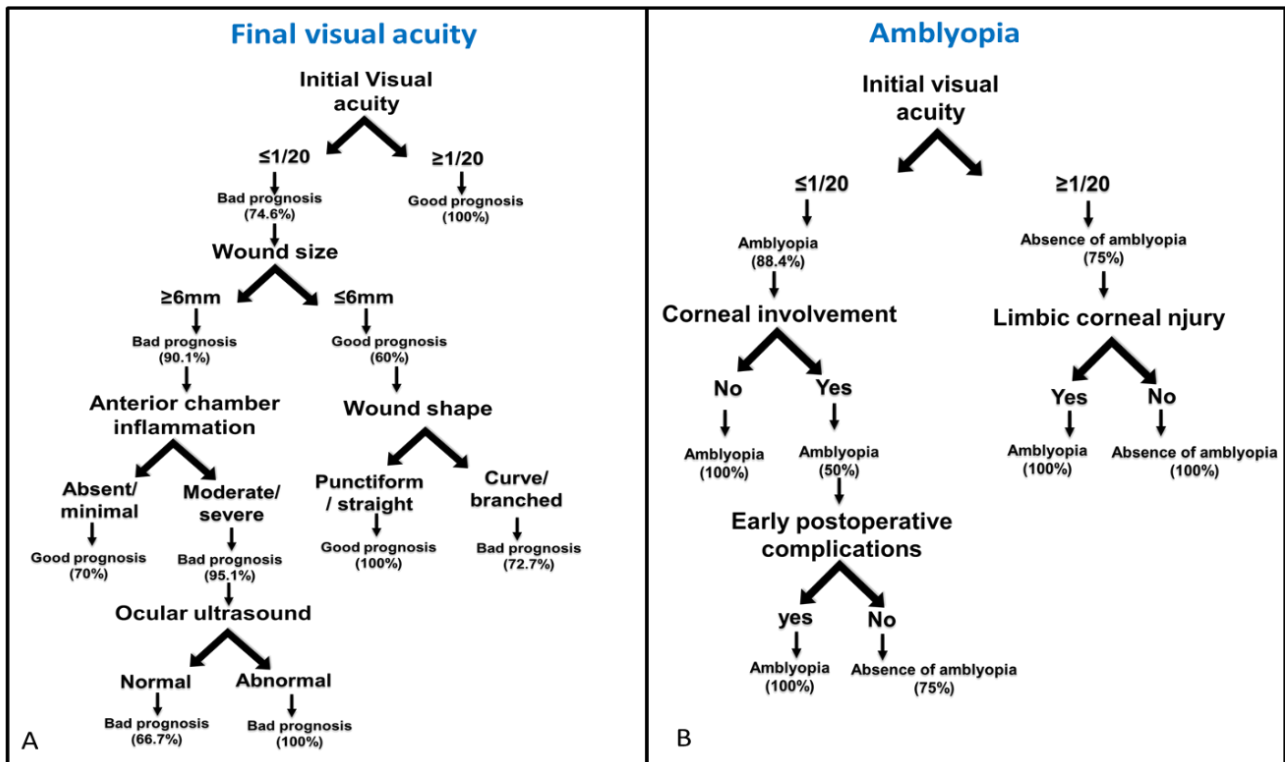 Final visual acuity
Initial Visual
acuity
≤1/20
≥1/20
Bad prognosis
(74.6%)
Good prognosis
(100%)
Wound size
≥6mm
≤6mm
Bad prognosis
(90.1%)
Good prognosis
(60%)
Anterior chamber
inflammation
Wound shape
Absent/
minimal
Moderate/
severe
Punctiform
/ straight
Curve/
branched
Good prognosis
(70%)
Bad prognosis
(95.1%)
Good prognosis
(100%)
Bad prognosis
(72.7%)
Ocular ultrasound
Normal
Abnormal
Bad prognosis
(66.7%)
Bad prognosis
(100%)
A
Amblyopia
Initial visual
acuity
≤1/20
≥1/20
Amblyopia
(88.4%)
Absence of amblyopia
(75%)
Corneal involvement
Limbic corneal njury
No
Yes
Yes
No
Amblyopia
(100%)
Amblyopia
(50%)
Amblyopia
(100%)
Absence of amblyopia
(100%)
Early postoperative
complications
yes
No
Amblyopia
(100%)
Absence of amblyopia
(75%)
B